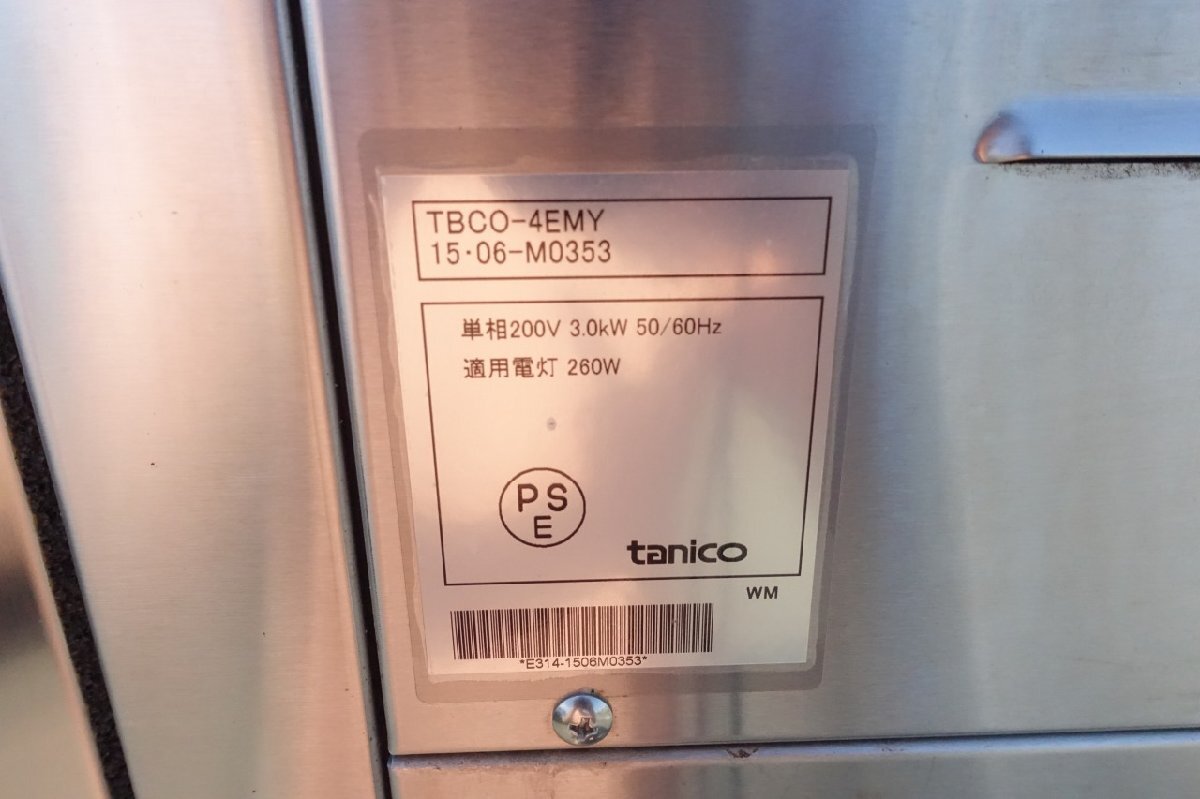 TBCO-4EMY
15・06-M0353
単相200V 3.0kW 50/60Hz
適用電灯 260W
PS
E
tanico
WM
*E314-1506M0353*